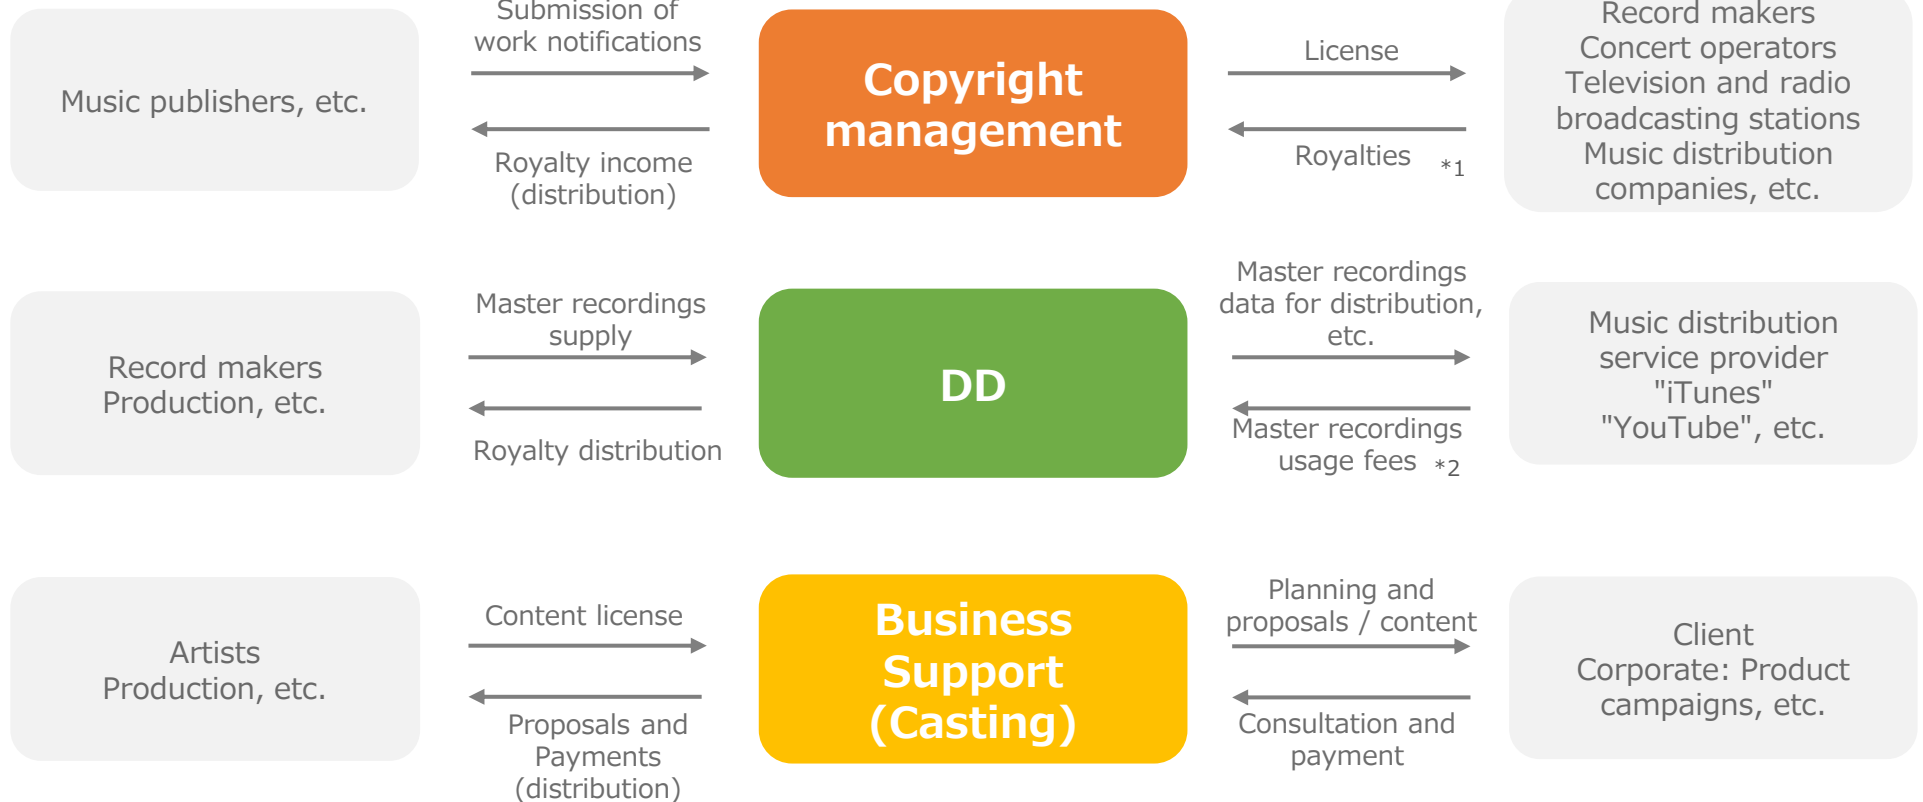 Music publishers, etc.
Submission of
work notifications
Royalty income
(distribution)
Copyright
management
License
Royalties *1
Record makers
Concert operators
Television and radio
broadcasting stations
Music distribution
companies, etc.
Record makers
Production, etc.
Master recordings
supply
Royalty distribution
DD
Master recordings
data for distribution,
etc.
Master recordings
usage fees *2
Music distribution
service provider
"iTunes"
"YouTube", etc.
Artists
Production, etc.
Content license
Proposals and
Payments
(distribution)
Business
Support
(Casting)
Planning and
proposals / content
Consultation and
payment
Client
Corporate: Product
campaigns, etc.